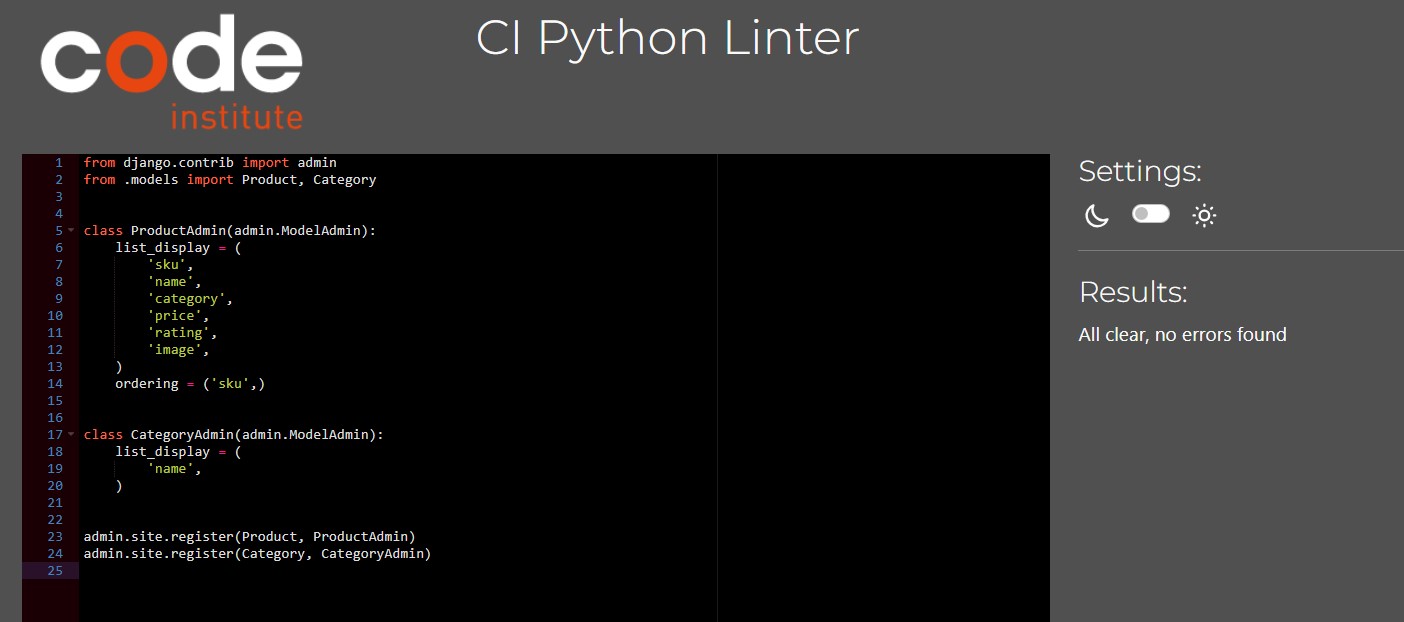 code
institute
CI Python Linter
1 from django.contrib import admin
2 from .models import Product, Category
3
4
5 class ProductAdmin(admin.ModelAdmin):
6     list_display = (
7         'sku',
8         'name',
9         'category',
10         'price',
11         'rating',
12         'image',
13     )
14     ordering = ('sku',)
15
16
17 class CategoryAdmin(admin.ModelAdmin):
18     list_display = (
19         'name',
20     )
21
22
23 admin.site.register(Product, ProductAdmin)
24 admin.site.register(Category, CategoryAdmin)
25
Settings:
Results:
All clear, no errors found